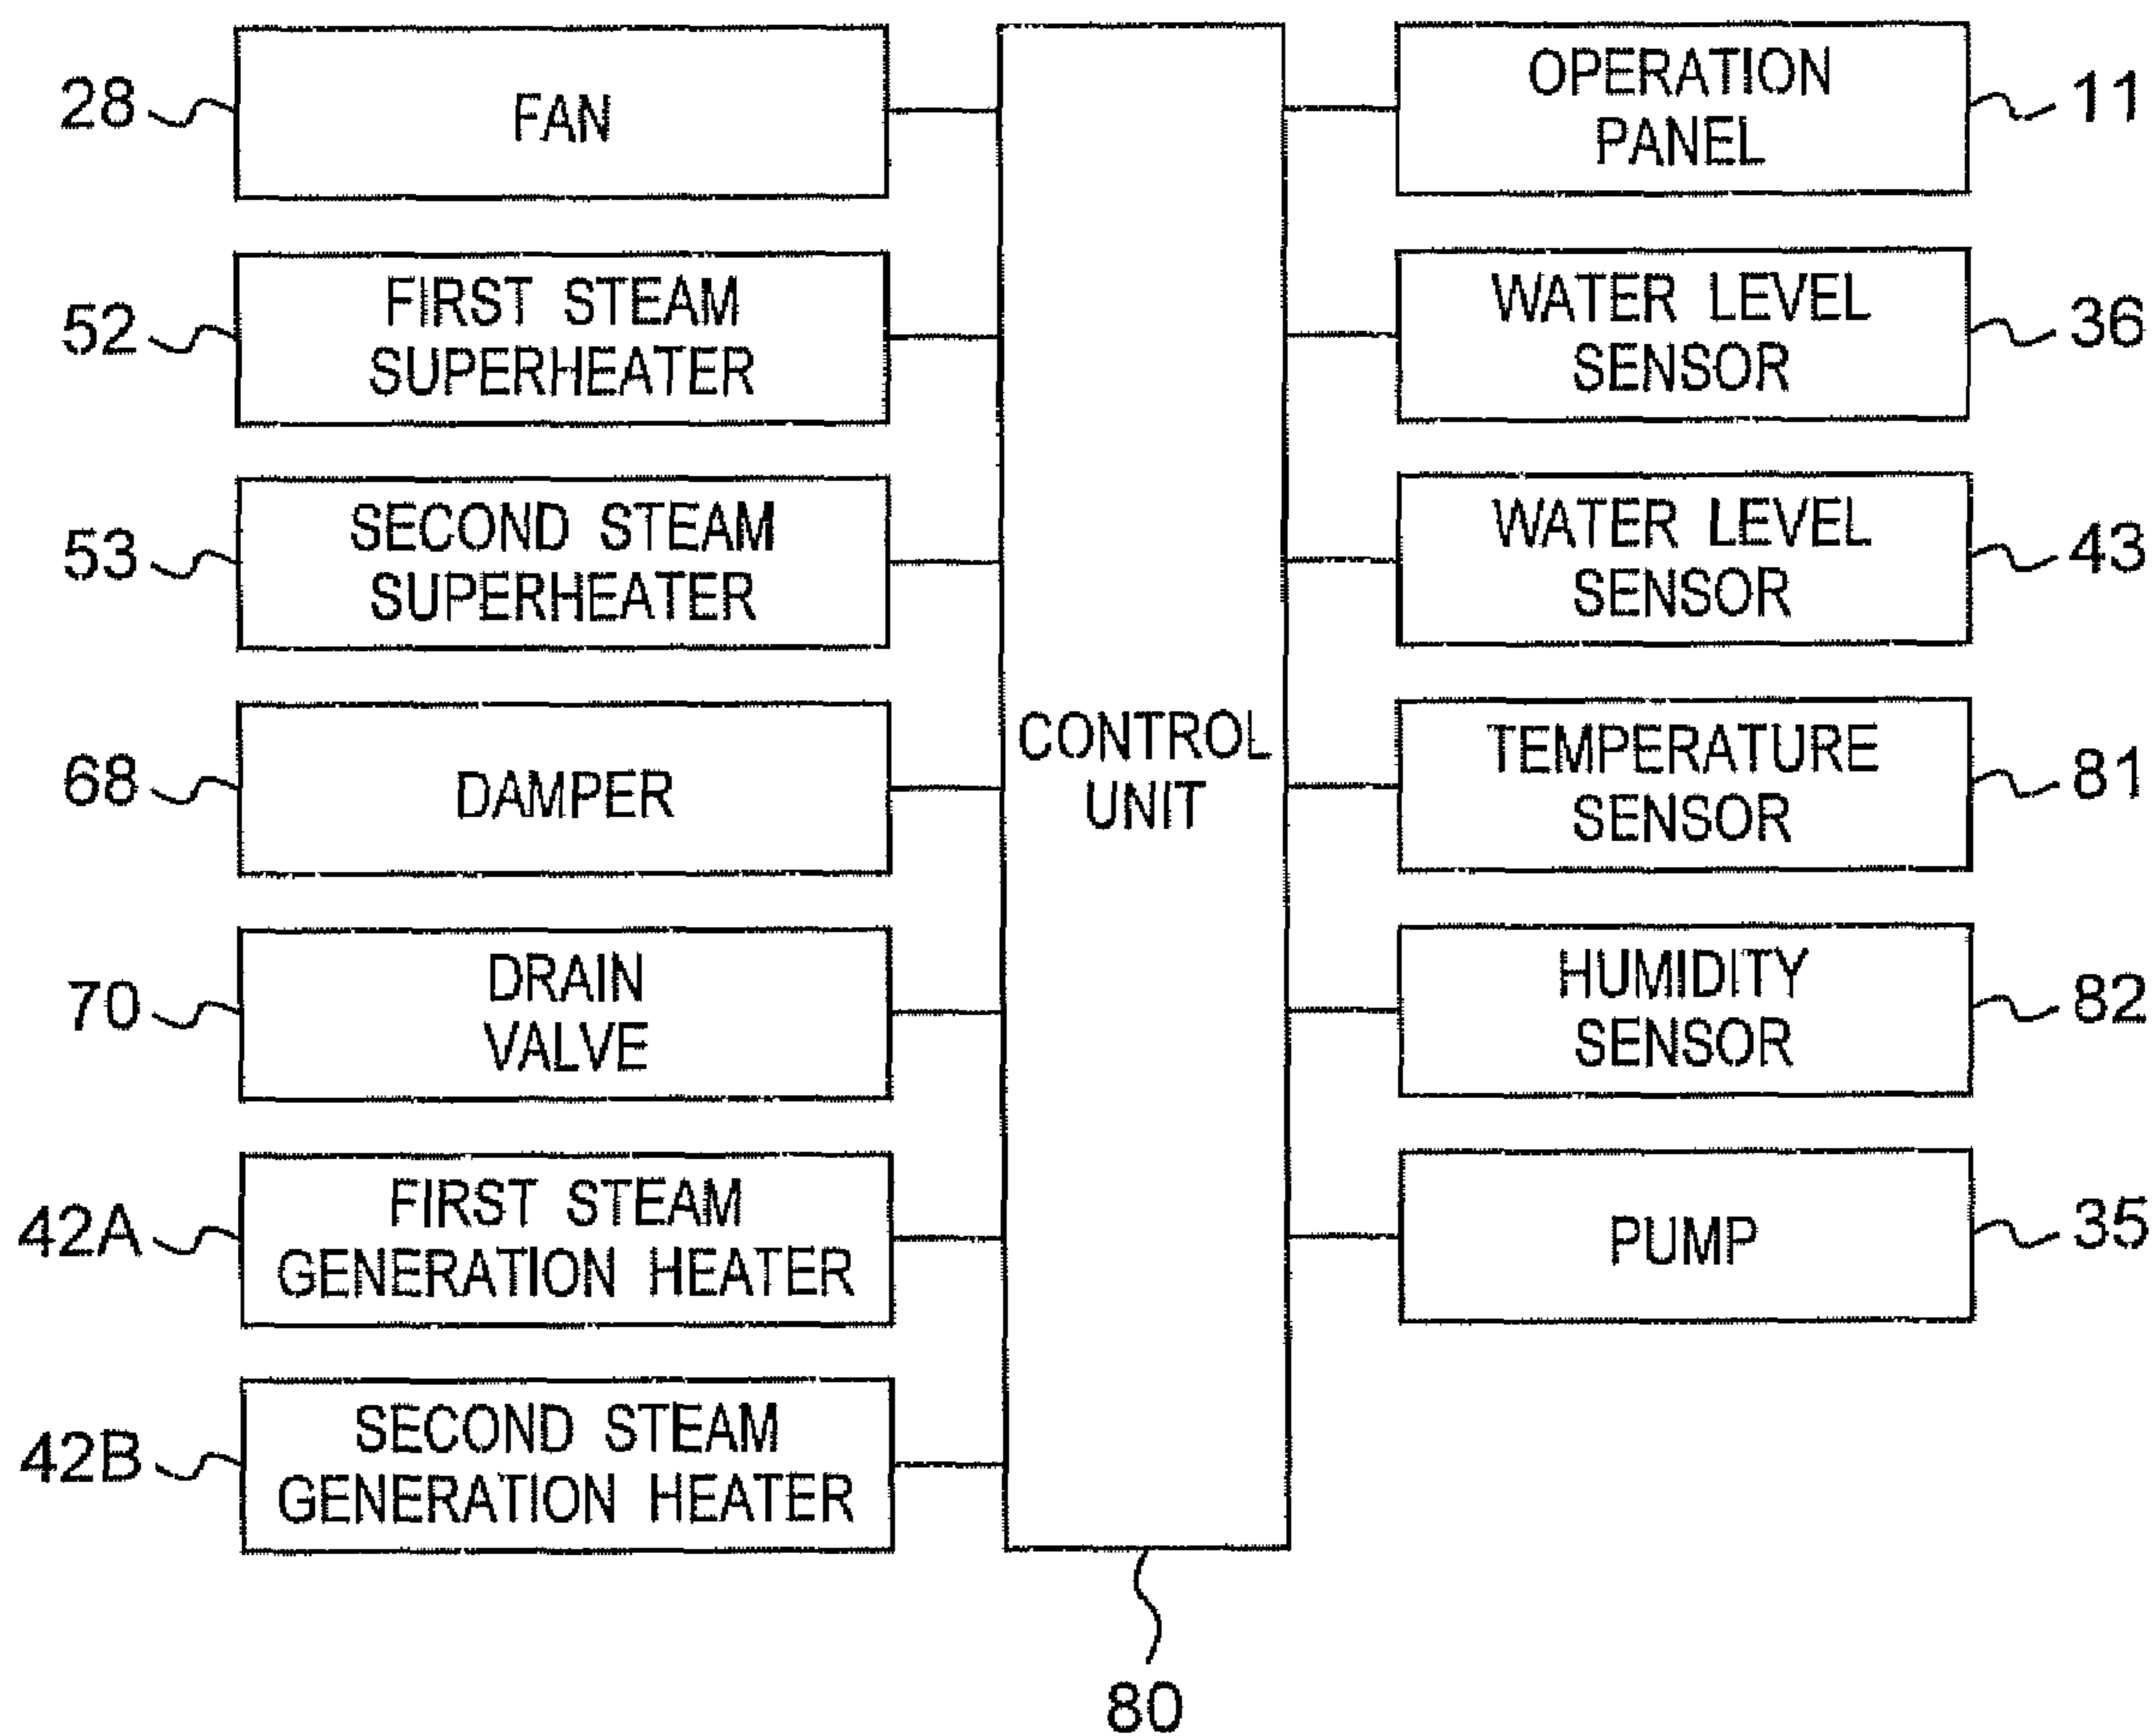 28
FAN
52
FIRST STEAM
SUPERHEATER
53
SECOND STEAM
SUPERHEATER
68
DAMPER
70
DRAIN
VALVE
42A
FIRST STEAM
GENERATION HEATER
42B
SECOND STEAM
GENERATION HEATER
CONTROL
UNIT
80
OPERATION
PANEL
11
WATER LEVEL
SENSOR
36
WATER LEVEL
SENSOR
43
TEMPERATURE
SENSOR
81
HUMIDITY
SENSOR
82
PUMP
35